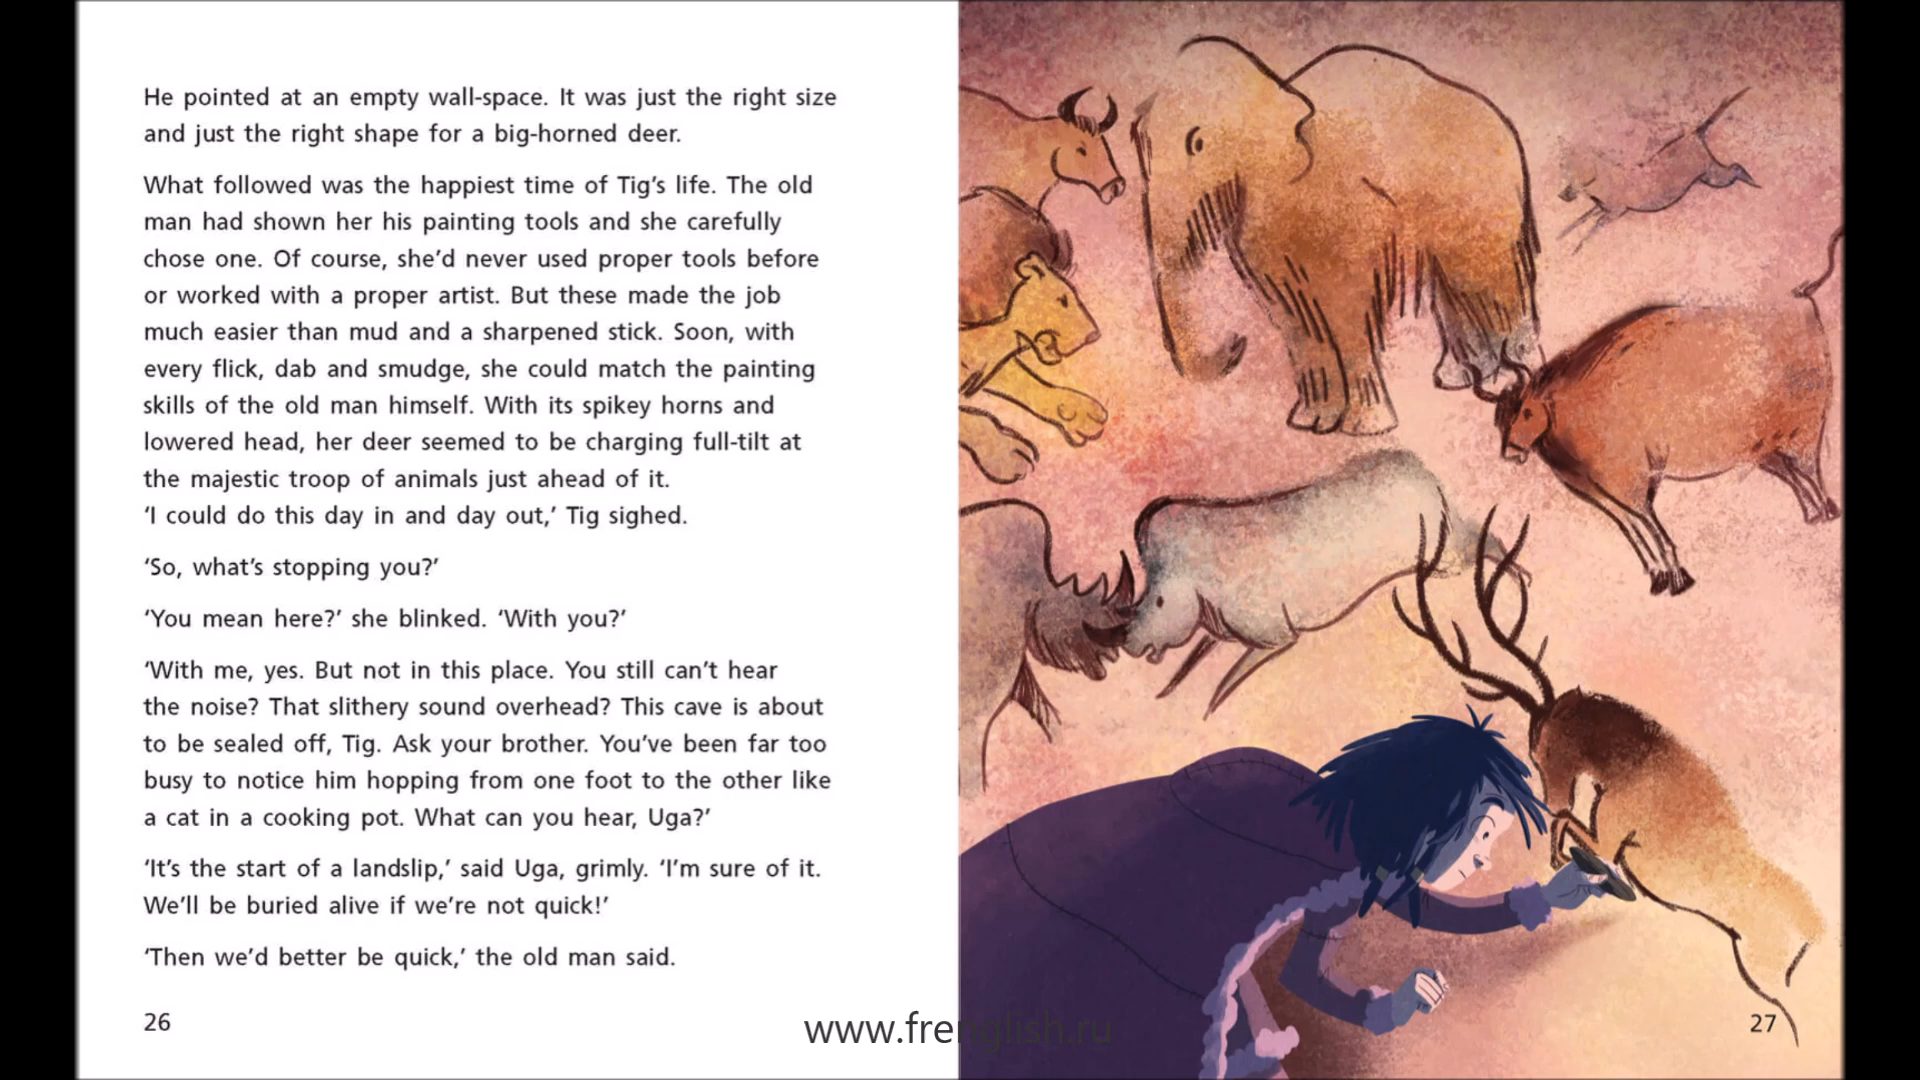 He pointed at an empty wall-space. It was just the right size
and just the right shape for a big-horned deer.
What followed was the happiest time of Tig’s life. The old
man had shown her his painting tools and she carefully
chose one. Of course, she’d never used proper tools before
or worked with a proper artist. But these made the job
much easier than mud and a sharpened stick. Soon, with
every flick, dab and smudge, she could match the painting
skills of the old man himself. With its spikey horns and
lowered head, her deer seemed to be charging full-tilt at
the majestic troop of animals just ahead of it.
‘I could do this day in and day out,’ Tig sighed.
‘So, what’s stopping you?’
‘You mean here?’ she blinked. ‘With you?’
‘With me, yes. But not in this place. You still can’t hear
the noise? That slithery sound overhead? This cave is about
to be sealed off, Tig. Ask your brother. You’ve been far too
busy to notice him hopping from one foot to the other like
a cat in a cooking pot. What can you hear, Uga?’
‘It’s the start of a landslip,’ said Uga, grimly. ‘I’m sure of it.
We’ll be buried alive if we’re not quick!’
‘Then we’d better be quick,’ the old man said.
26
www.frenglish.ru
27